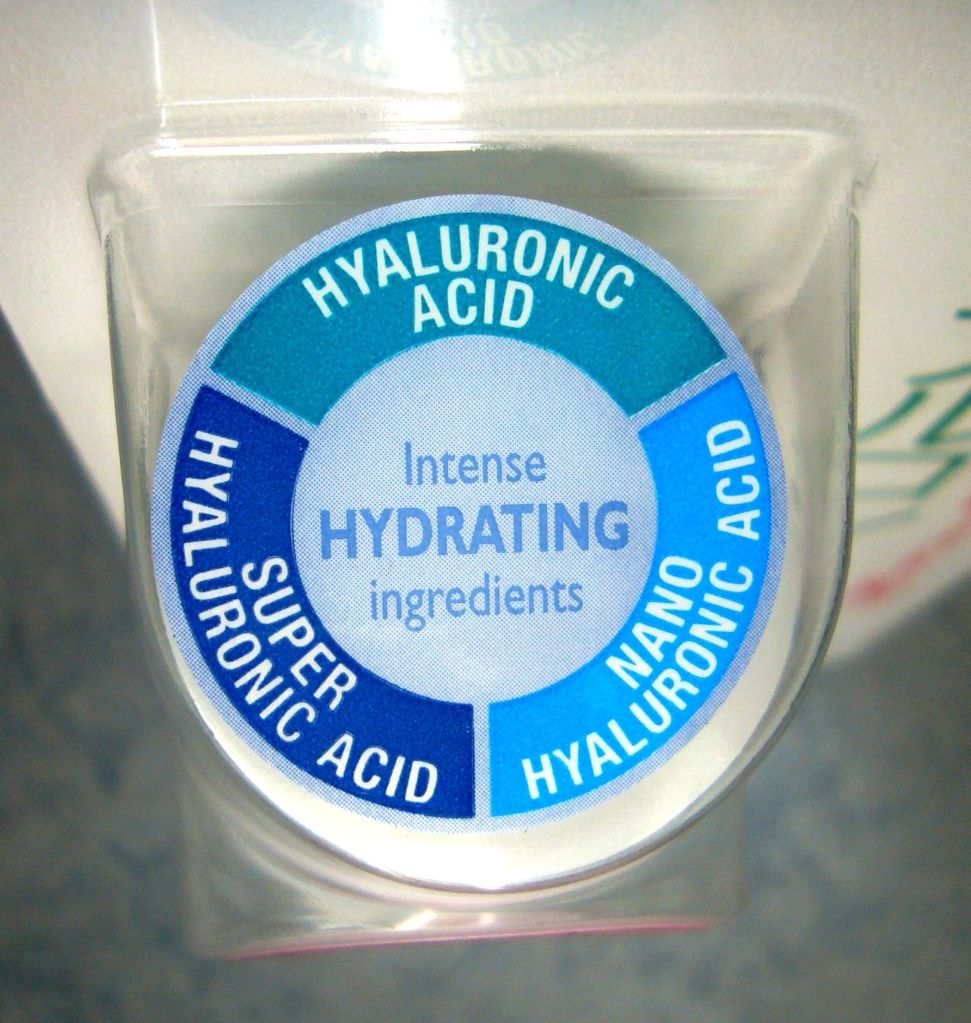 HYALURONIC
ACID
Intense
HYDRATING
ingredients
SUPER
HYALURONIC ACID
NANO
HYALURONIC ACID